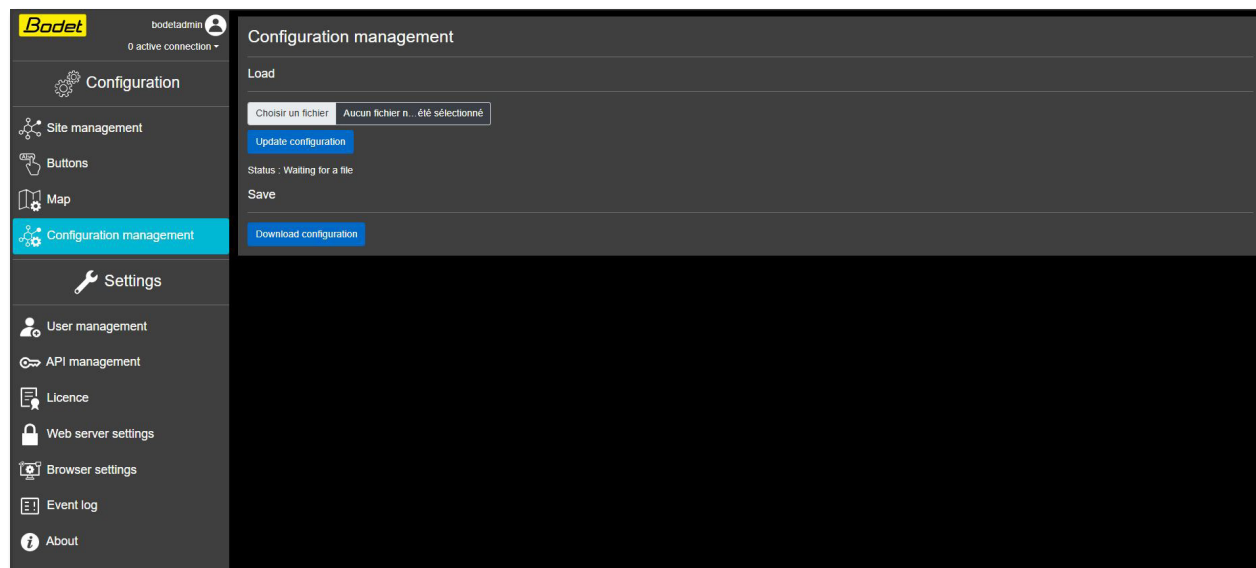 Bodet
bodetadmin
0 active connection
Configuration
Site management
Buttons
Map
Configuration management
Settings
User management
API management
Licence
Web server settings
Browser settings
Event log
About
Configuration management
Load
Choisir un fichier Aucun fichier n…été sélectionné
Update configuration
Status : Waiting for a file
Save
Download configuration